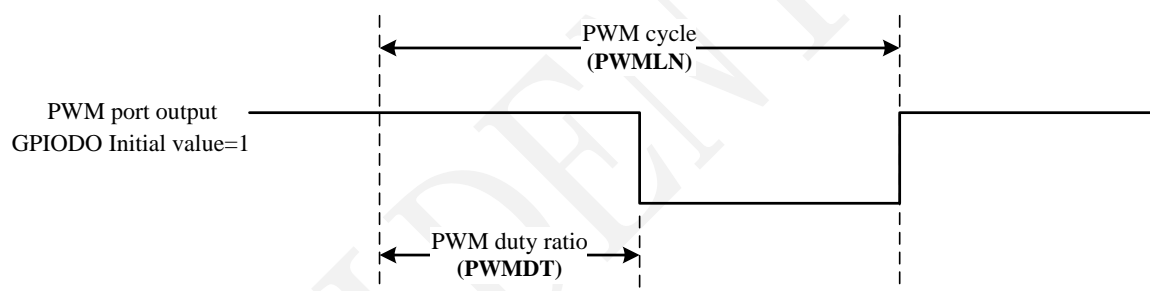 PWM cycle
(PWMLN)
PWM port output
GPIODO Initial value=1
PWM duty ratio
(PWMDT)